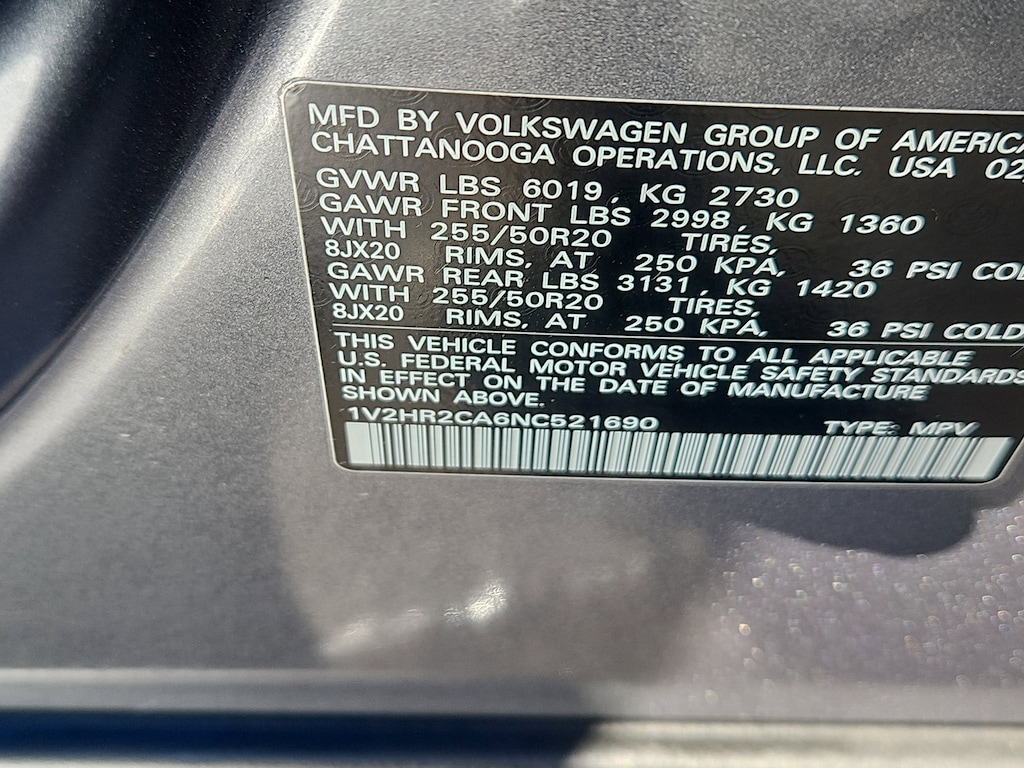 MFD BY VOLKSWAGEN GROUP OF AMERICA
CHATTANOOGA OPERATIONS, LLC. USA 02
GVWR LBS 6019, KG 2730
GAWR FRONT LBS 2998, KG 1360
WITH 255/50R20 TIRES,
8JX20 RIMS, AT 250 KPA, 36 PSI COL
GAWR REAR LBS 3131, KG 1420
WITH 255/50R20 TIRES,
8JX20 RIMS, AT 250 KPA, 36 PSI COLD
THIS VEHICLE CONFORMS TO ALL APPLICABLE
U.S. FEDERAL MOTOR VEHICLE SAFETY STANDARDS
IN EFFECT ON THE DATE OF MANUFACTURE
SHOWN ABOVE.
1V2HR2CA6NC521690 TYPE: MPV